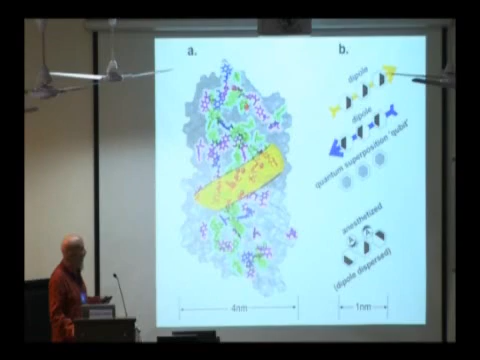 a.
b.
dipole
dipole
quantum superposition 'qubit'
anesthetized
(dipole dispersed)
4nm
1nm